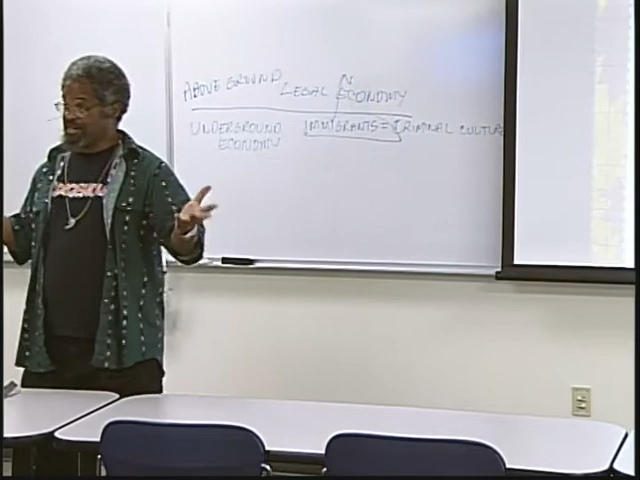 ABOVE GROUND LEGAL ECONOMY
N
UNDERGROUND IMMIGRANTS = CRIMINAL CULTURE
ECONOMY